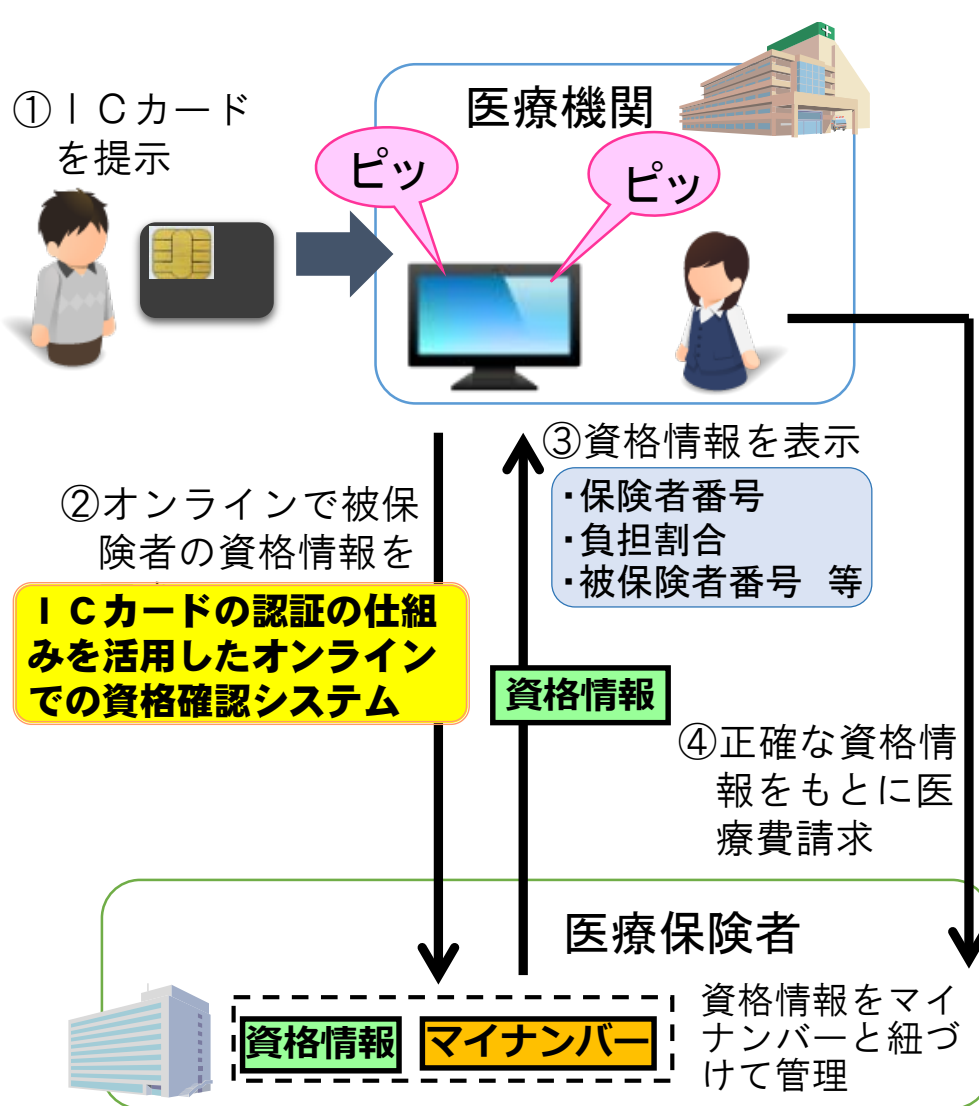 ①ＩＣカード
を提示
医療機関
ピッ
ピッ
②オンラインで被保
険者の資格情報を
ＩＣカードの認証の仕組
みを活用したオンライン
での資格確認システム
③資格情報を表示
・保険者番号
・負担割合
・被保険者番号　等
資格情報
④正確な資格情
報をもとに医
療費請求
医療保険者
資格情報
マイナンバー
資格情報をマイ
ナンバーと紐づ
けて管理